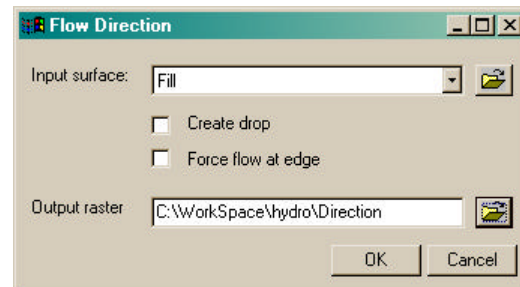 Flow Direction
Input surface:
Fill
Create drop
Force flow at edge
Output raster
C:\WorkSpace\hydro\Direction
OK
Cancel